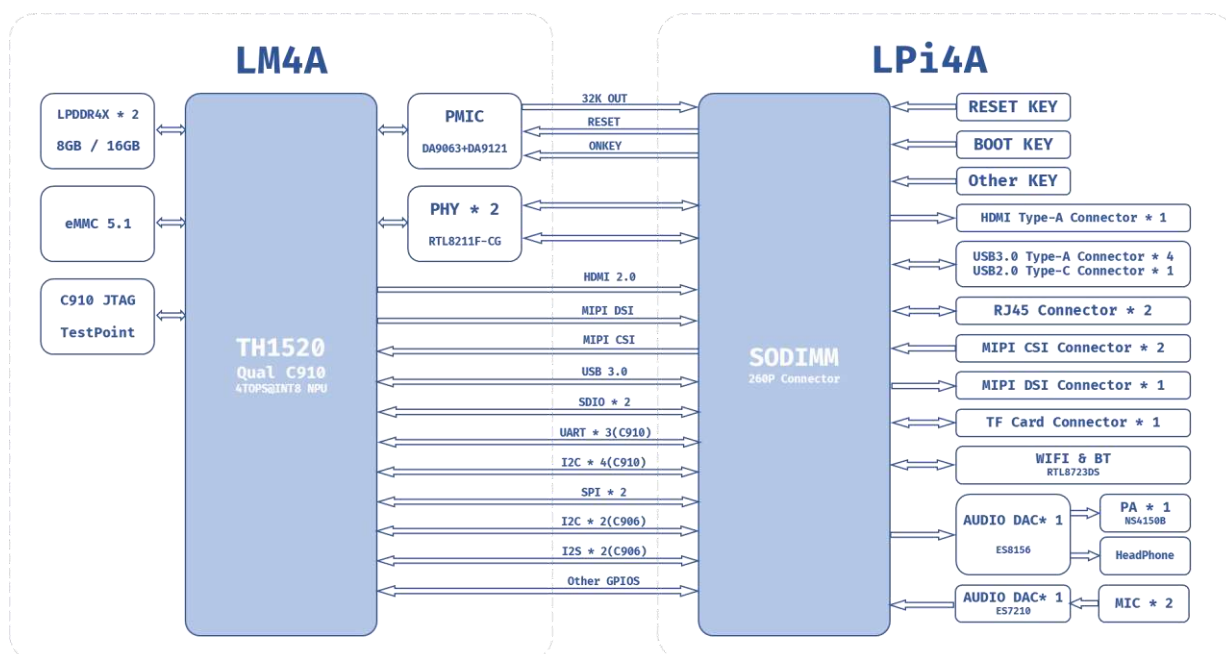 LM4A
LPi4A
LPDDR4X * 2
8GB / 16GB
eMMC 5.1
C910 JTAG
TestPoint
TH1520
Qual C910
4TOPS@INT8 NPU
PMIC
DA9063+DA9121
PHY * 2
RTL8211F-CG
32K OUT
RESET
ONKEY
HDMI 2.0
MIPI DSI
MIPI CSI
USB 3.0
SDIO * 2
UART * 3(C910)
I2C * 4(C910)
SPI * 2
I2C * 2(C906)
I2S * 2(C906)
Other GPIOS
SODIMM
260P Connector
RESET KEY
BOOT KEY
Other KEY
HDMI Type-A Connector * 1
USB3.0 Type-A Connector * 4
USB2.0 Type-C Connector * 1
RJ45 Connector * 2
MIPI CSI Connector * 2
MIPI DSI Connector * 1
TF Card Connector * 1
WIFI & BT
RTL8723DS
AUDIO DAC* 1
ES8156
PA * 1
NS4150B
HeadPhone
AUDIO DAC* 1
ES7210
MIC * 2